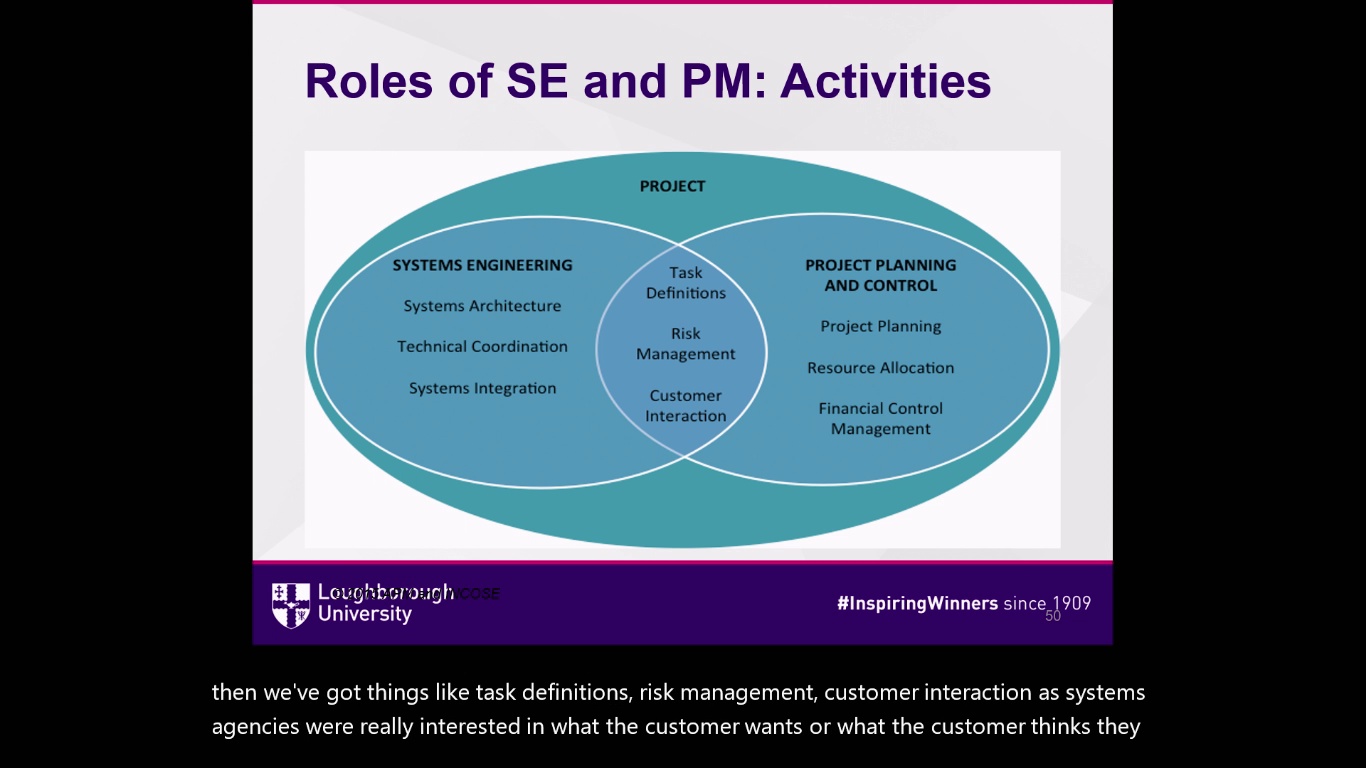 Roles of SE and PM: Activities
PROJECT
SYSTEMS ENGINEERING
Systems Architecture
Technical Coordination
Systems Integration
Task
Definitions
Risk
Management
Customer
Interaction
PROJECT PLANNING
AND CONTROL
Project Planning
Resource Allocation
Financial Control
Management
Loughborough
University
INCOSE
#InspiringWinners since 1909
50
then we've got things like task definitions, risk management, customer interaction as systems
agencies were really interested in what the customer wants or what the customer thinks they